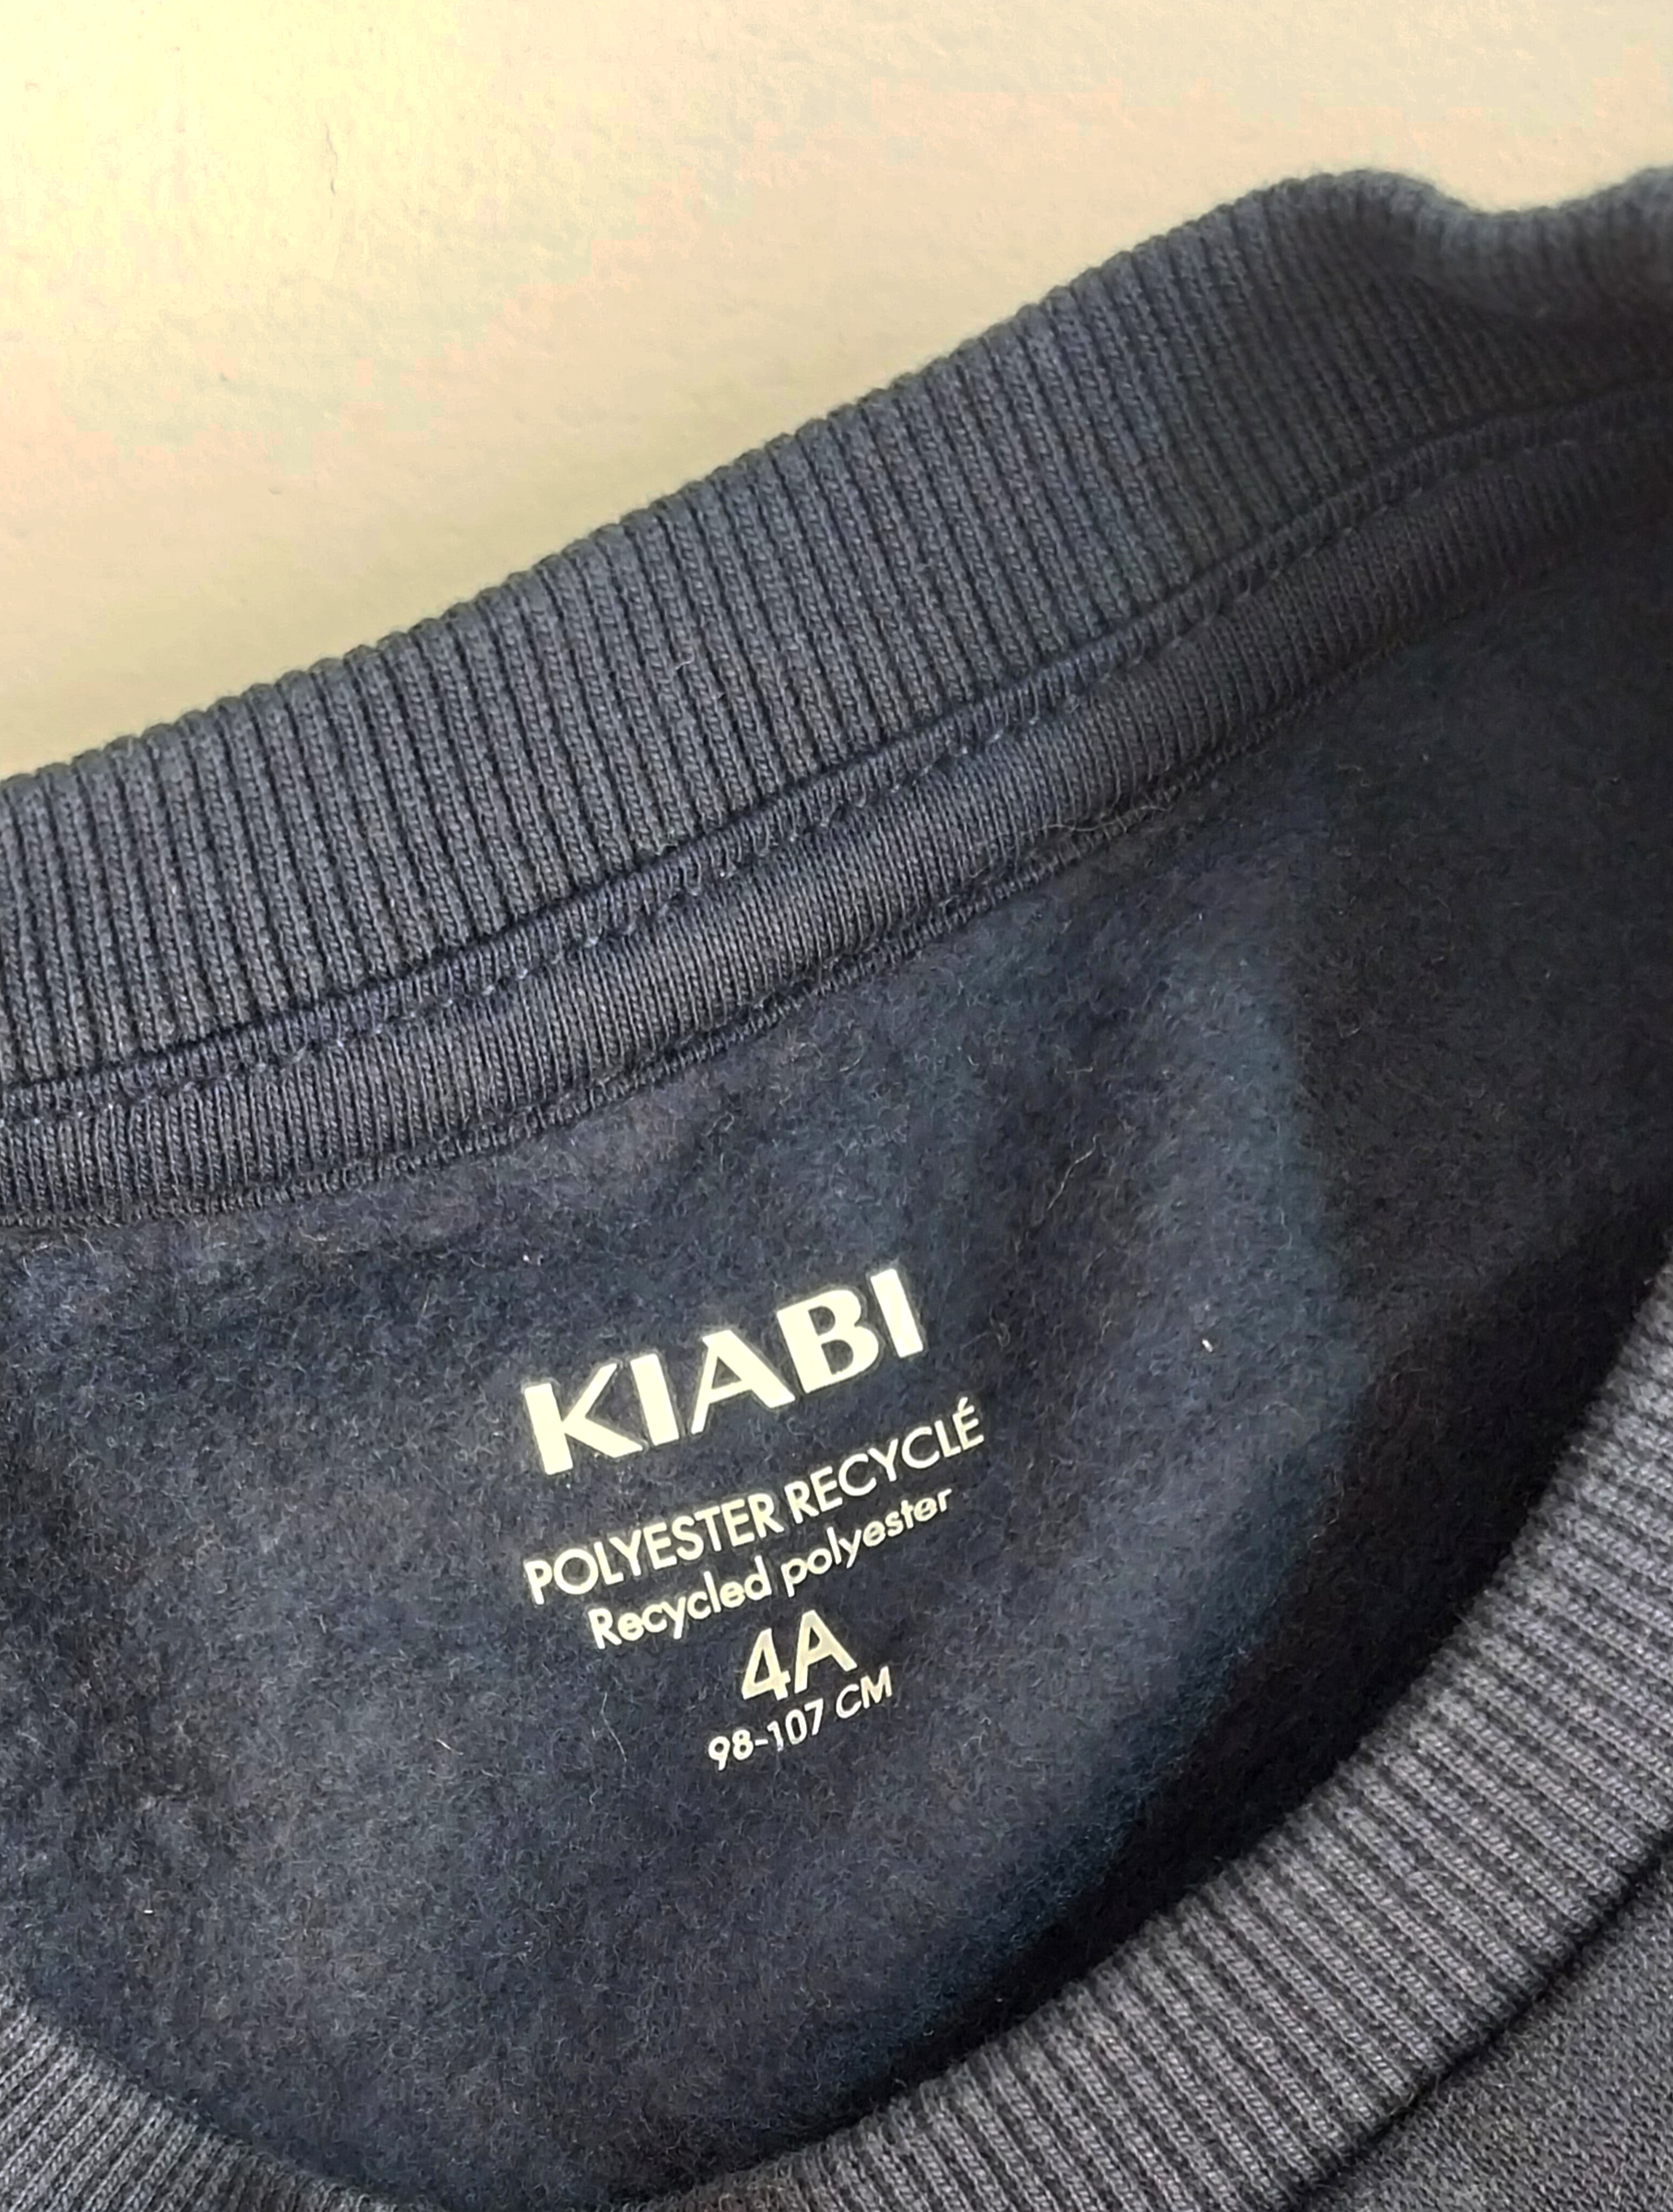 KIABI
POLYESTER RECYCLÉ
Recycled polyester
4A
98-107 CM